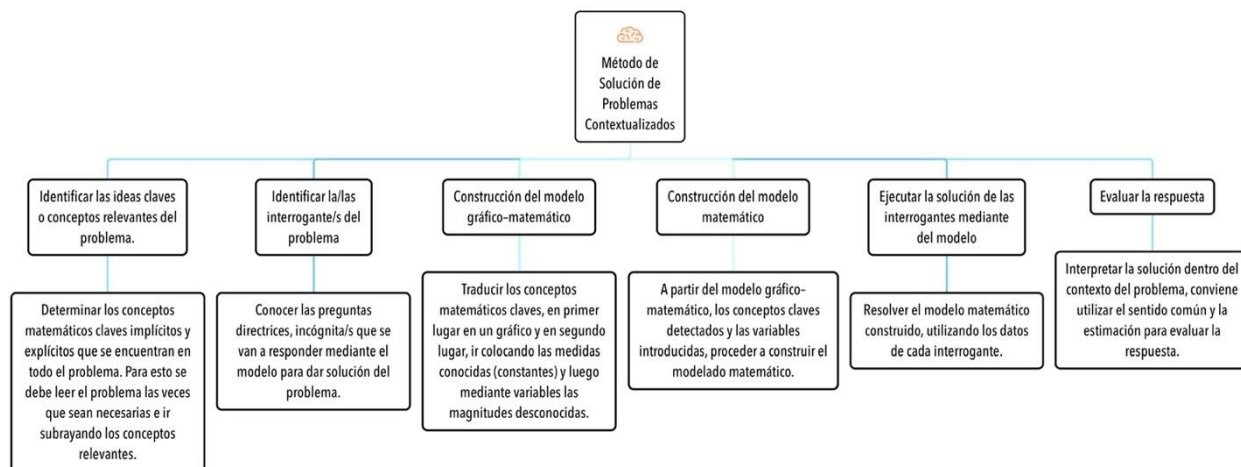 Método de
Solución de
Problemas
Contextualizados
Identificar las ideas claves
o conceptos relevantes del
problema.
Identificar la/las
interrogante/s del
problema
Construcción del modelo
gráfico-matemático
Construcción del modelo
matemático
Ejecutar la solución de las
interrogantes mediante
del modelo
Evaluar la respuesta
Determinar los conceptos
matemáticos claves implícitos y
explícitos que se encuentran en
todo el problema. Para esto se
debe leer el problema las veces
que sean necesarias e ir
subrayando los conceptos
relevantes.
Conocer las preguntas
directrices, incógnita/s que se
van a responder mediante el
modelo para dar solución del
problema.
Traducir los conceptos
matemáticos claves, en primer
lugar en un gráfico y en segundo
lugar, ir colocando las medidas
conocidas (constantes) y luego
mediante variables las
magnitudes desconocidas.
A partir del modelo gráfico-
matemático, los conceptos claves
detectados y las variables
introducidas, proceder a construir el
modelado matemático.
Resolver el modelo matemático
construido, utilizando los datos
de cada interrogante.
Interpretar la solución dentro del
contexto del problema, conviene
utilizar el sentido común y la
estimación para evaluar la
respuesta.